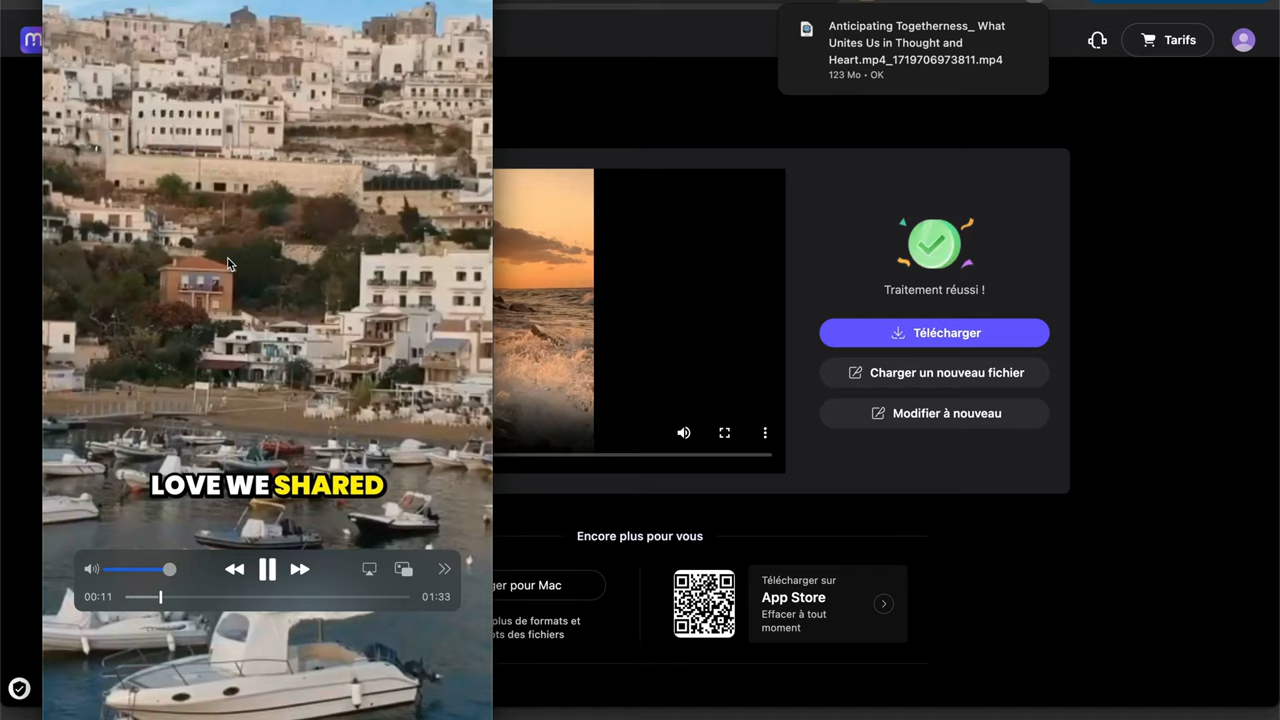 m
Anticipating Togetherness_ What
Unites Us in Thought and
Heart.mp4_1719706973811.mp4
123 Mo • OK
Tarifs
Traitement réussi !
Télécharger
Charger un nouveau fichier
Modifier à nouveau
LOVE WE SHARED
00:11
01:33
Encore plus pour vous
ger pour Mac
plus de formats et
ots des fichiers
Télécharger sur
App Store
Effacer à tout
moment